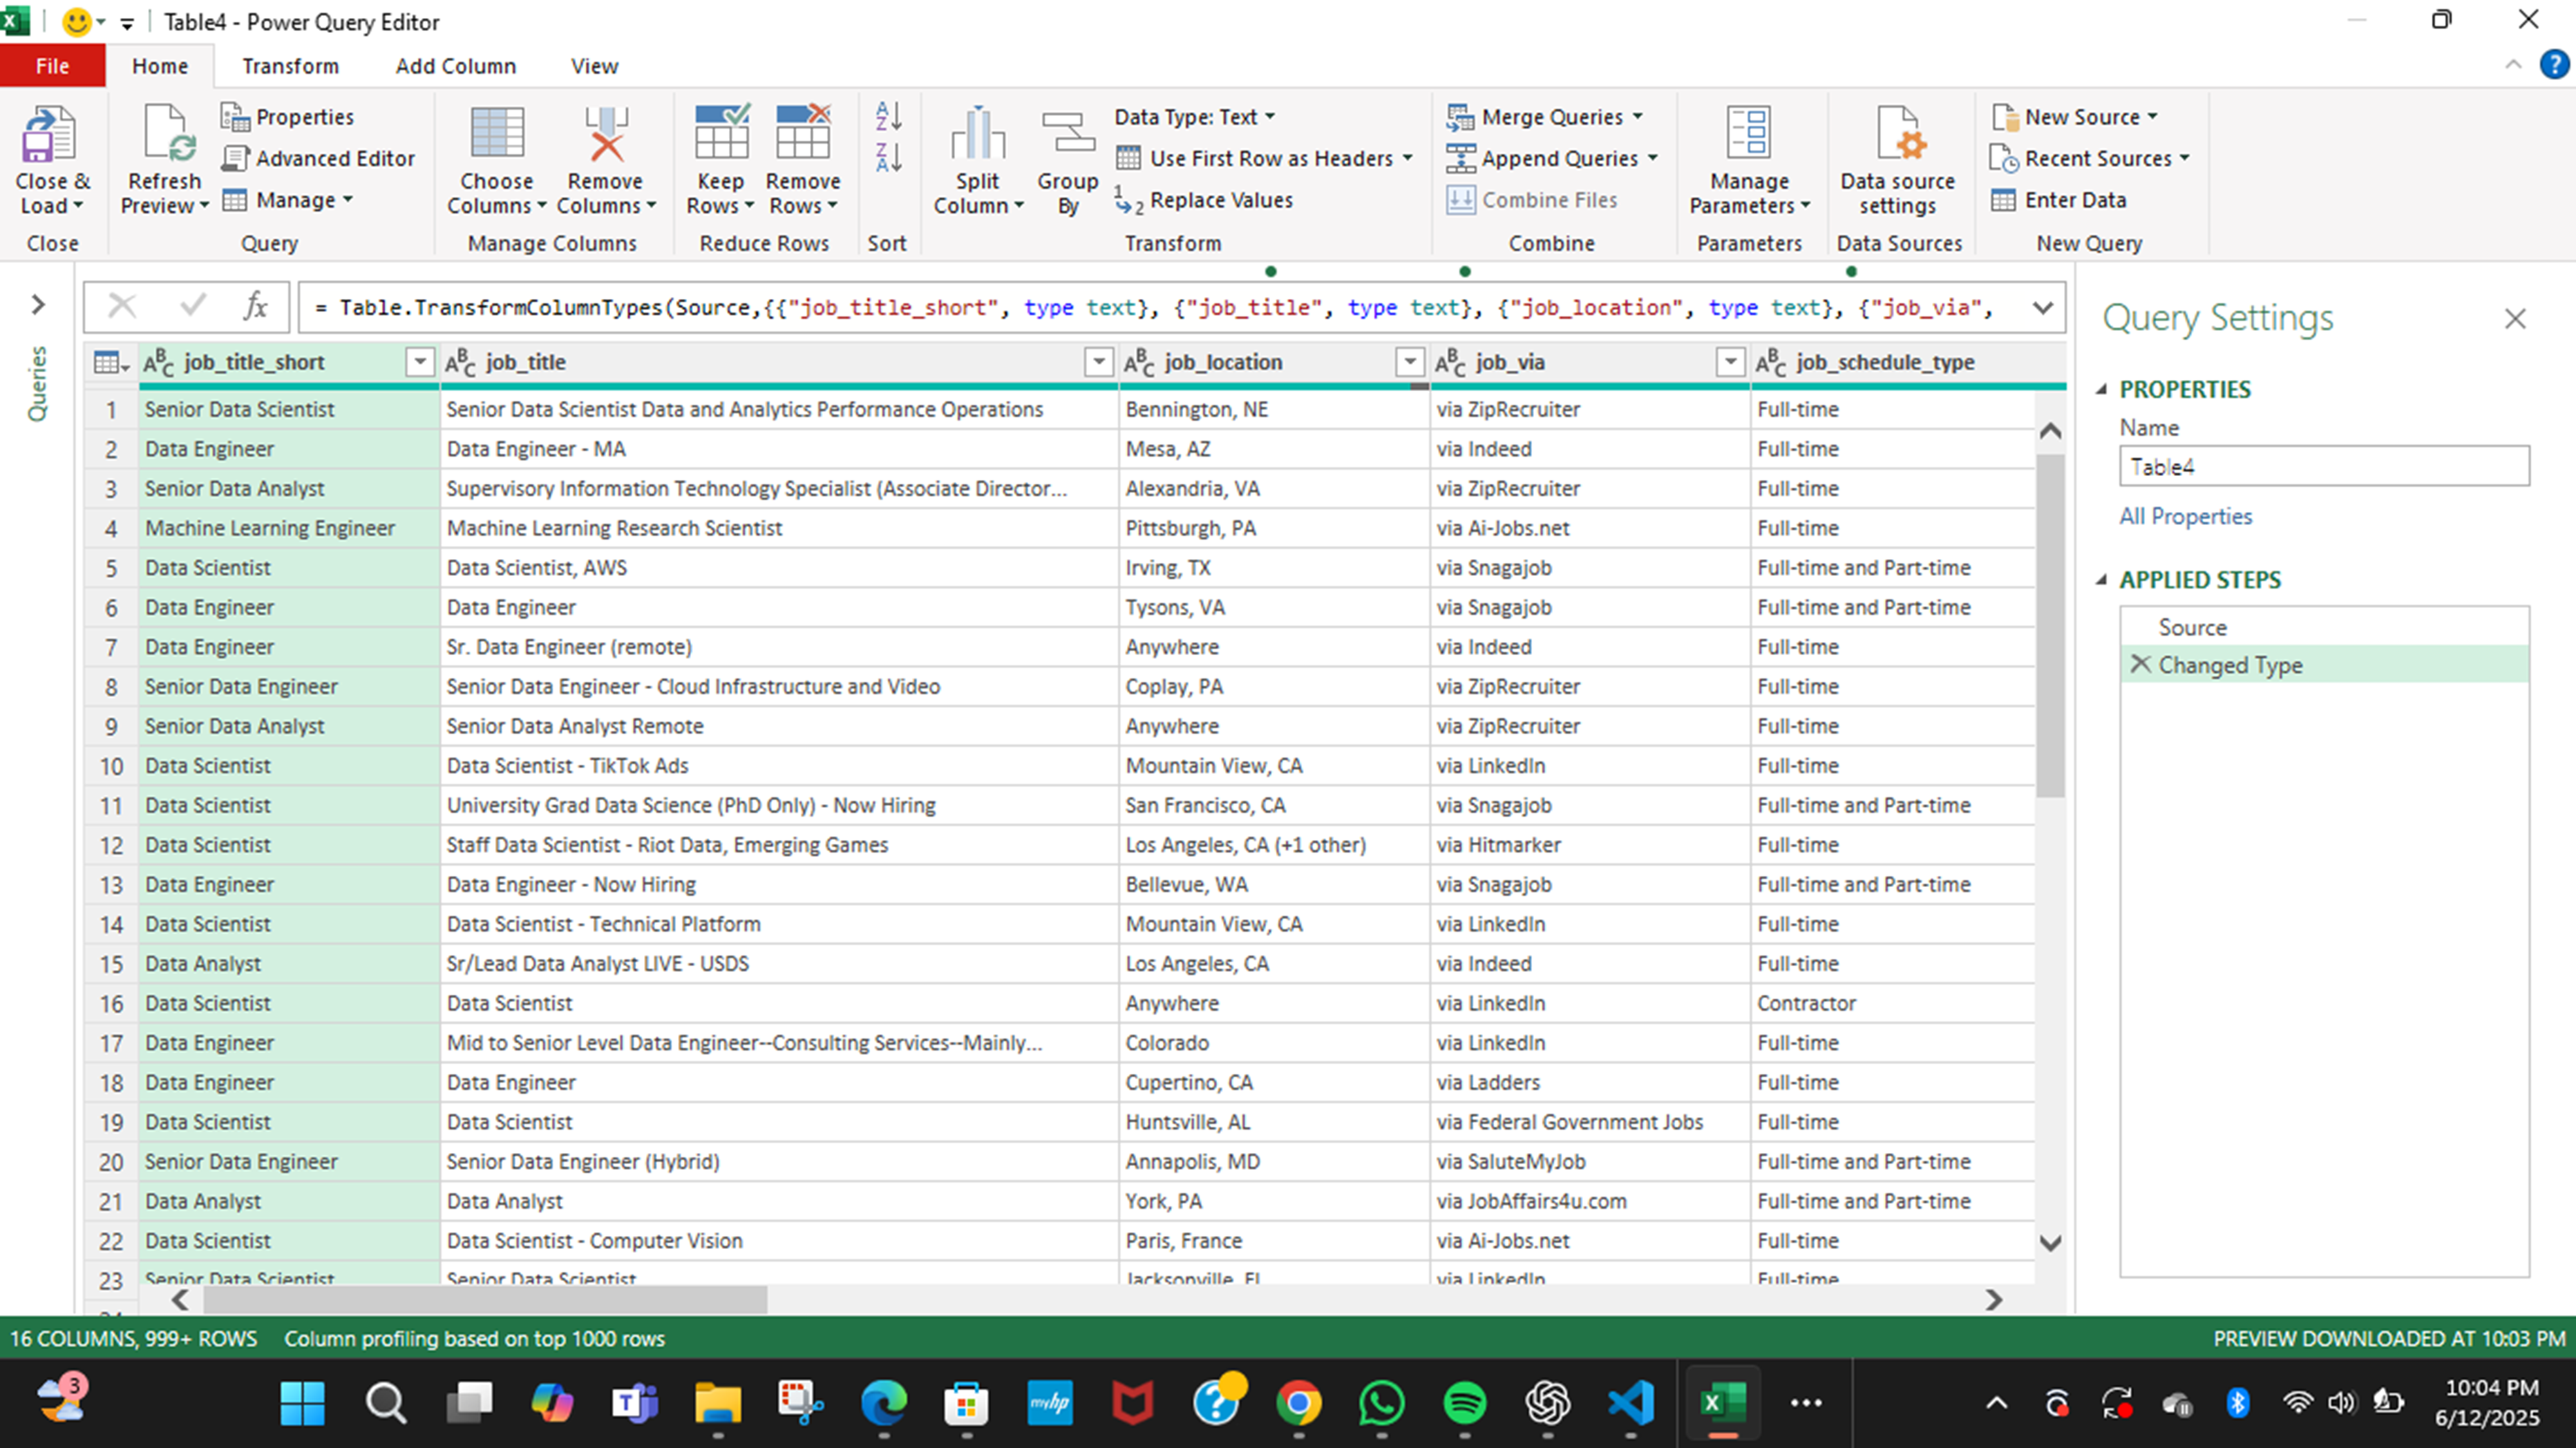 Table4 - Power Query Editor
File Home Transform Add Column View
Close & Load
Close
Refresh Preview
Properties
Advanced Editor
Manage
Query
Choose Columns
Remove Columns
Manage Columns
Keep Rows
Remove Rows
Reduce Rows
Sort
Split Column
Group By
Data Type: Text
Use First Row as Headers
Replace Values
Transform
Merge Queries
Append Queries
Combine Files
Combine
Manage Parameters
Parameters
Data source settings
Data Sources
New Source
Recent Sources
Enter Data
New Query
Queries
fx = Table.TransformColumnTypes(Source,{{"job_title_short", type text}, {"job_title", type text}, {"job_location", type text}, {"job_via",
job_title_short job_title job_location job_via job_schedule_type
1 Senior Data Scientist Senior Data Scientist Data and Analytics Performance Operations Bennington, NE via ZipRecruiter Full-time
2 Data Engineer Data Engineer - MA Mesa, AZ via Indeed Full-time
3 Senior Data Analyst Supervisory Information Technology Specialist (Associate Director... Alexandria, VA via ZipRecruiter Full-time
4 Machine Learning Engineer Machine Learning Research Scientist Pittsburgh, PA via Ai-Jobs.net Full-time
5 Data Scientist Data Scientist, AWS Irving, TX via Snagajob Full-time and Part-time
6 Data Engineer Data Engineer Tysons, VA via Snagajob Full-time and Part-time
7 Data Engineer Sr. Data Engineer (remote) Anywhere via Indeed Full-time
8 Senior Data Engineer Senior Data Engineer - Cloud Infrastructure and Video Coplay, PA via ZipRecruiter Full-time
9 Senior Data Analyst Senior Data Analyst Remote Anywhere via ZipRecruiter Full-time
10 Data Scientist Data Scientist - TikTok Ads Mountain View, CA via LinkedIn Full-time
11 Data Scientist University Grad Data Science (PhD Only) - Now Hiring San Francisco, CA via Snagajob Full-time and Part-time
12 Data Scientist Staff Data Scientist - Riot Data, Emerging Games Los Angeles, CA (+1 other) via Hitmarker Full-time
13 Data Engineer Data Engineer - Now Hiring Bellevue, WA via Snagajob Full-time and Part-time
14 Data Scientist Data Scientist - Technical Platform Mountain View, CA via LinkedIn Full-time
15 Data Analyst Sr/Lead Data Analyst LIVE - USDS Los Angeles, CA via Indeed Full-time
16 Data Scientist Data Scientist Anywhere via LinkedIn Contractor
17 Data Engineer Mid to Senior Level Data Engineer--Consulting Services--Mainly... Colorado via LinkedIn Full-time
18 Data Engineer Data Engineer Cupertino, CA via Ladders Full-time
19 Data Scientist Data Scientist Huntsville, AL via Federal Government Jobs Full-time
20 Senior Data Engineer Senior Data Engineer (Hybrid) Annapolis, MD via SaluteMyJob Full-time and Part-time
21 Data Analyst Data Analyst York, PA via JobAffairs4u.com Full-time and Part-time
22 Data Scientist Data Scientist - Computer Vision Paris, France via Ai-Jobs.net Full-time
23 Senior Data Scientist Senior Data Scientist Jacksonville, FL via LinkedIn Full-time
Query Settings
PROPERTIES
Name
Table4
All Properties
APPLIED STEPS
Source
Changed Type
16 COLUMNS, 999+ ROWS Column profiling based on top 1000 rows PREVIEW DOWNLOADED AT 10:03 PM
3
myhp
10:04 PM
6/12/2025